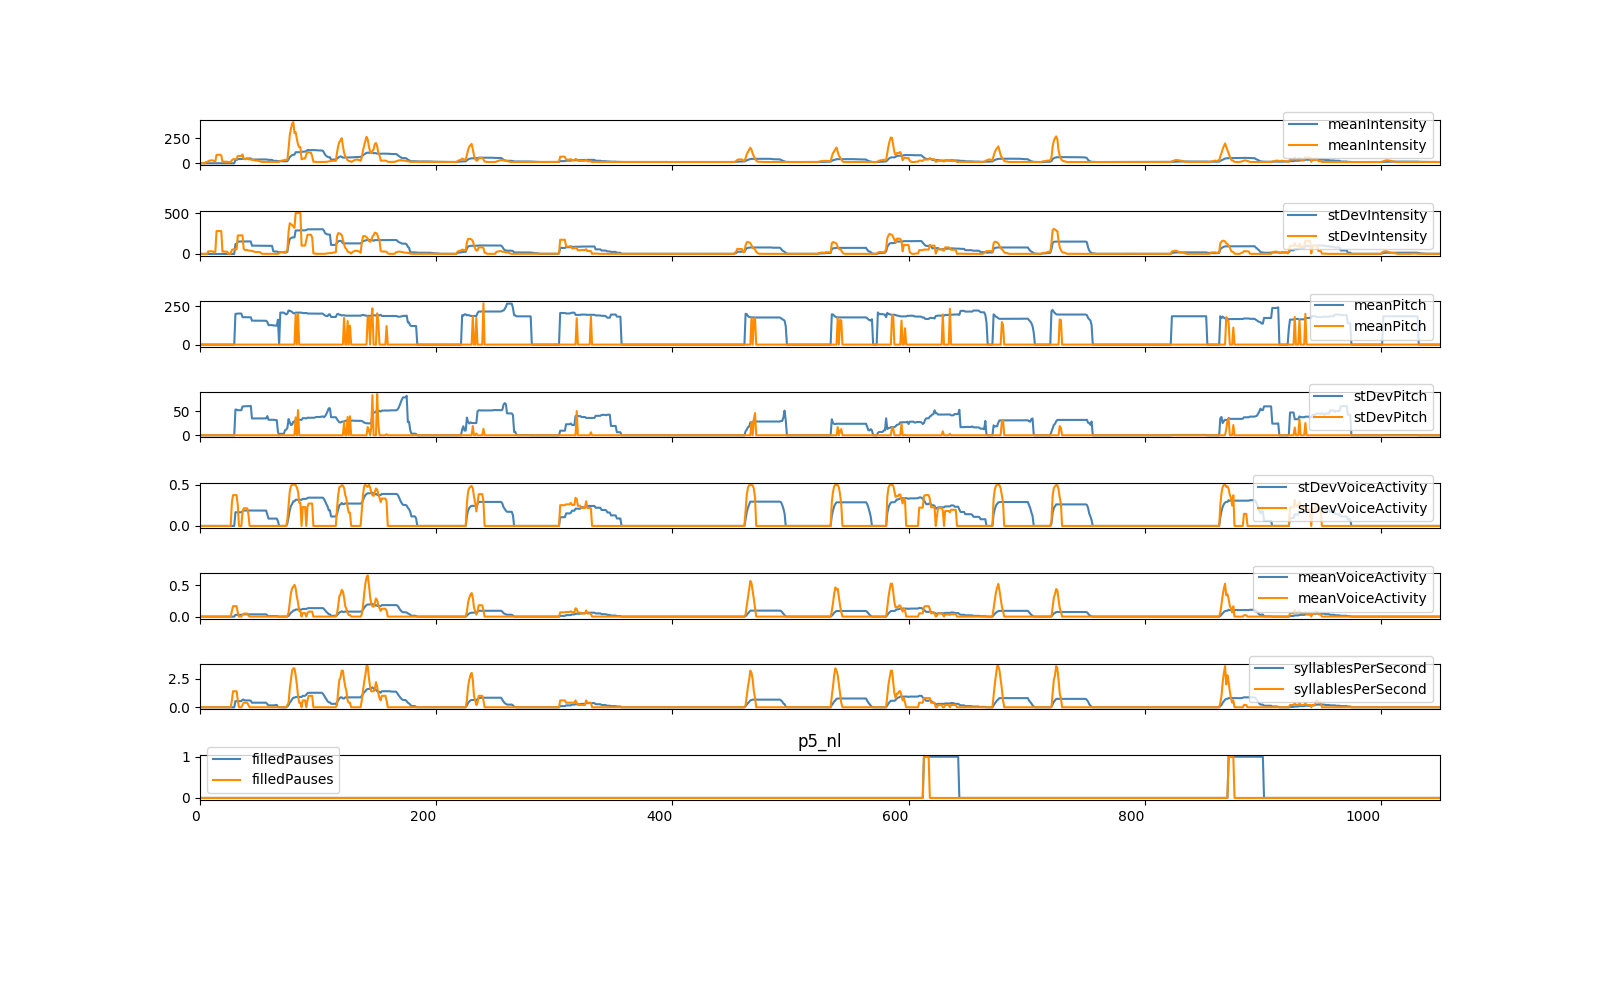 250
0
meanIntensity
meanIntensity
500
0
stDevIntensity
stDevIntensity
250
0
meanPitch
meanPitch
50
0
stDevPitch
stDevPitch
0.5
0.0
stDevVoiceActivity
stDevVoiceActivity
0.5
0.0
meanVoiceActivity
meanVoiceActivity
2.5
0.0
syllablesPerSecond
syllablesPerSecond
p5_nl
1
0
filledPauses
filledPauses
0 200 400 600 800 1000